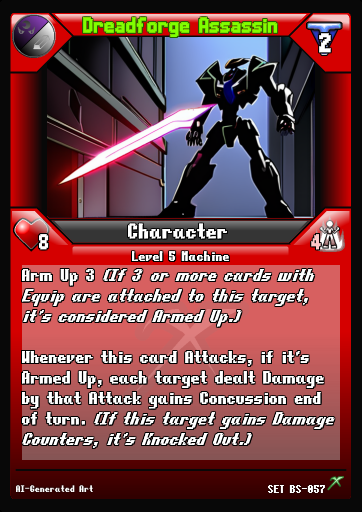 Dreadforge Assassin
2
Character
8
4
Level 5 Machine
Arm Up 3 (If 3 or more cards with
Equip are attached to this target,
it's considered Armed Up.)
Whenever this card Attacks, if it's
Armed Up, each target dealt Damage
by that Attack gains Concussion end
of turn. (If this target gains Damage
Counters, it's Knocked Out.)
AI-Generated Art
SET BS-057